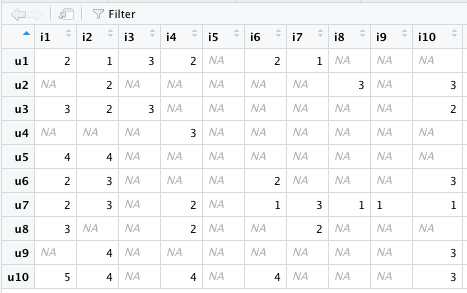 Filter
i1 i2 i3 i4 i5 i6 i7 i8 i9 i10
u1 2 1 3 2 NA 2 1 NA NA NA
u2 NA 2 NA NA NA NA NA 3 NA 3
u3 3 2 3 NA NA NA NA NA NA 2
u4 NA NA NA 3 NA NA NA NA NA NA
u5 4 4 NA NA NA NA NA NA NA NA
u6 2 3 NA NA NA 2 NA NA NA 3
u7 2 3 NA 2 NA 1 3 1 1 1
u8 3 NA NA 2 NA NA 2 NA NA NA
u9 NA 4 NA NA NA NA NA NA NA 3
u10 5 4 NA 4 NA 4 NA NA NA 3